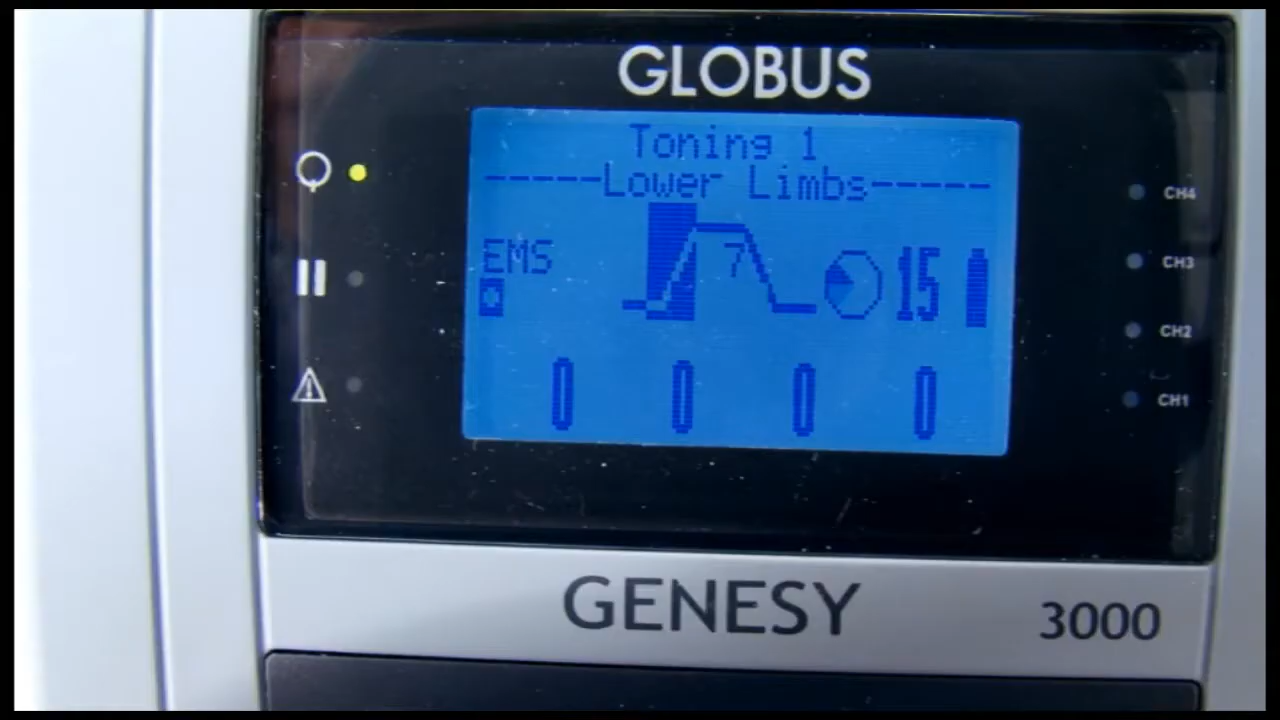 GLOBUS
Toning 1
-----Lower Limbs-----
EMS
7
15
0 0 0 0
CH4
CH3
CH2
CH1
GENESY 3000